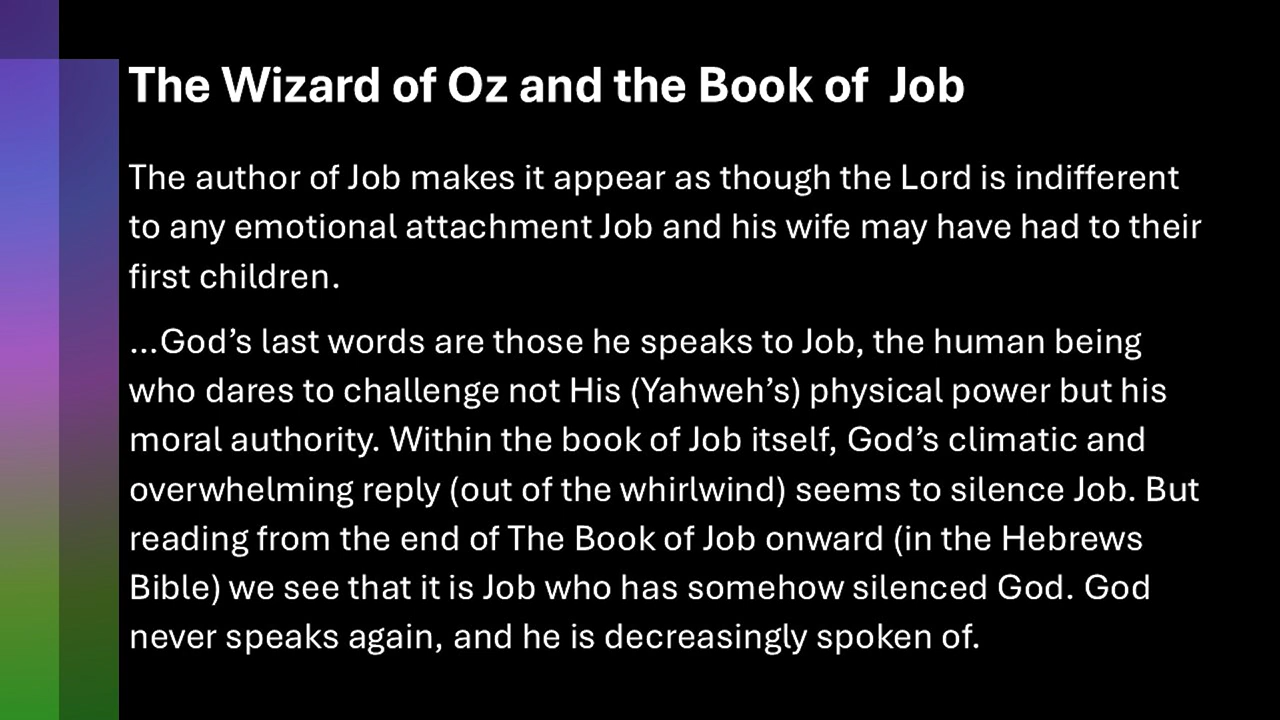 The Wizard of Oz and the Book of  Job
The author of Job makes it appear as though the Lord is indifferent
to any emotional attachment Job and his wife may have had to their
first children.
…God’s last words are those he speaks to Job, the human being
who dares to challenge not His (Yahweh’s) physical power but his
moral authority. Within the book of Job itself, God’s climatic and
overwhelming reply (out of the whirlwind) seems to silence Job. But
reading from the end of The Book of Job onward (in the Hebrews
Bible) we see that it is Job who has somehow silenced God. God
never speaks again, and he is decreasingly spoken of.